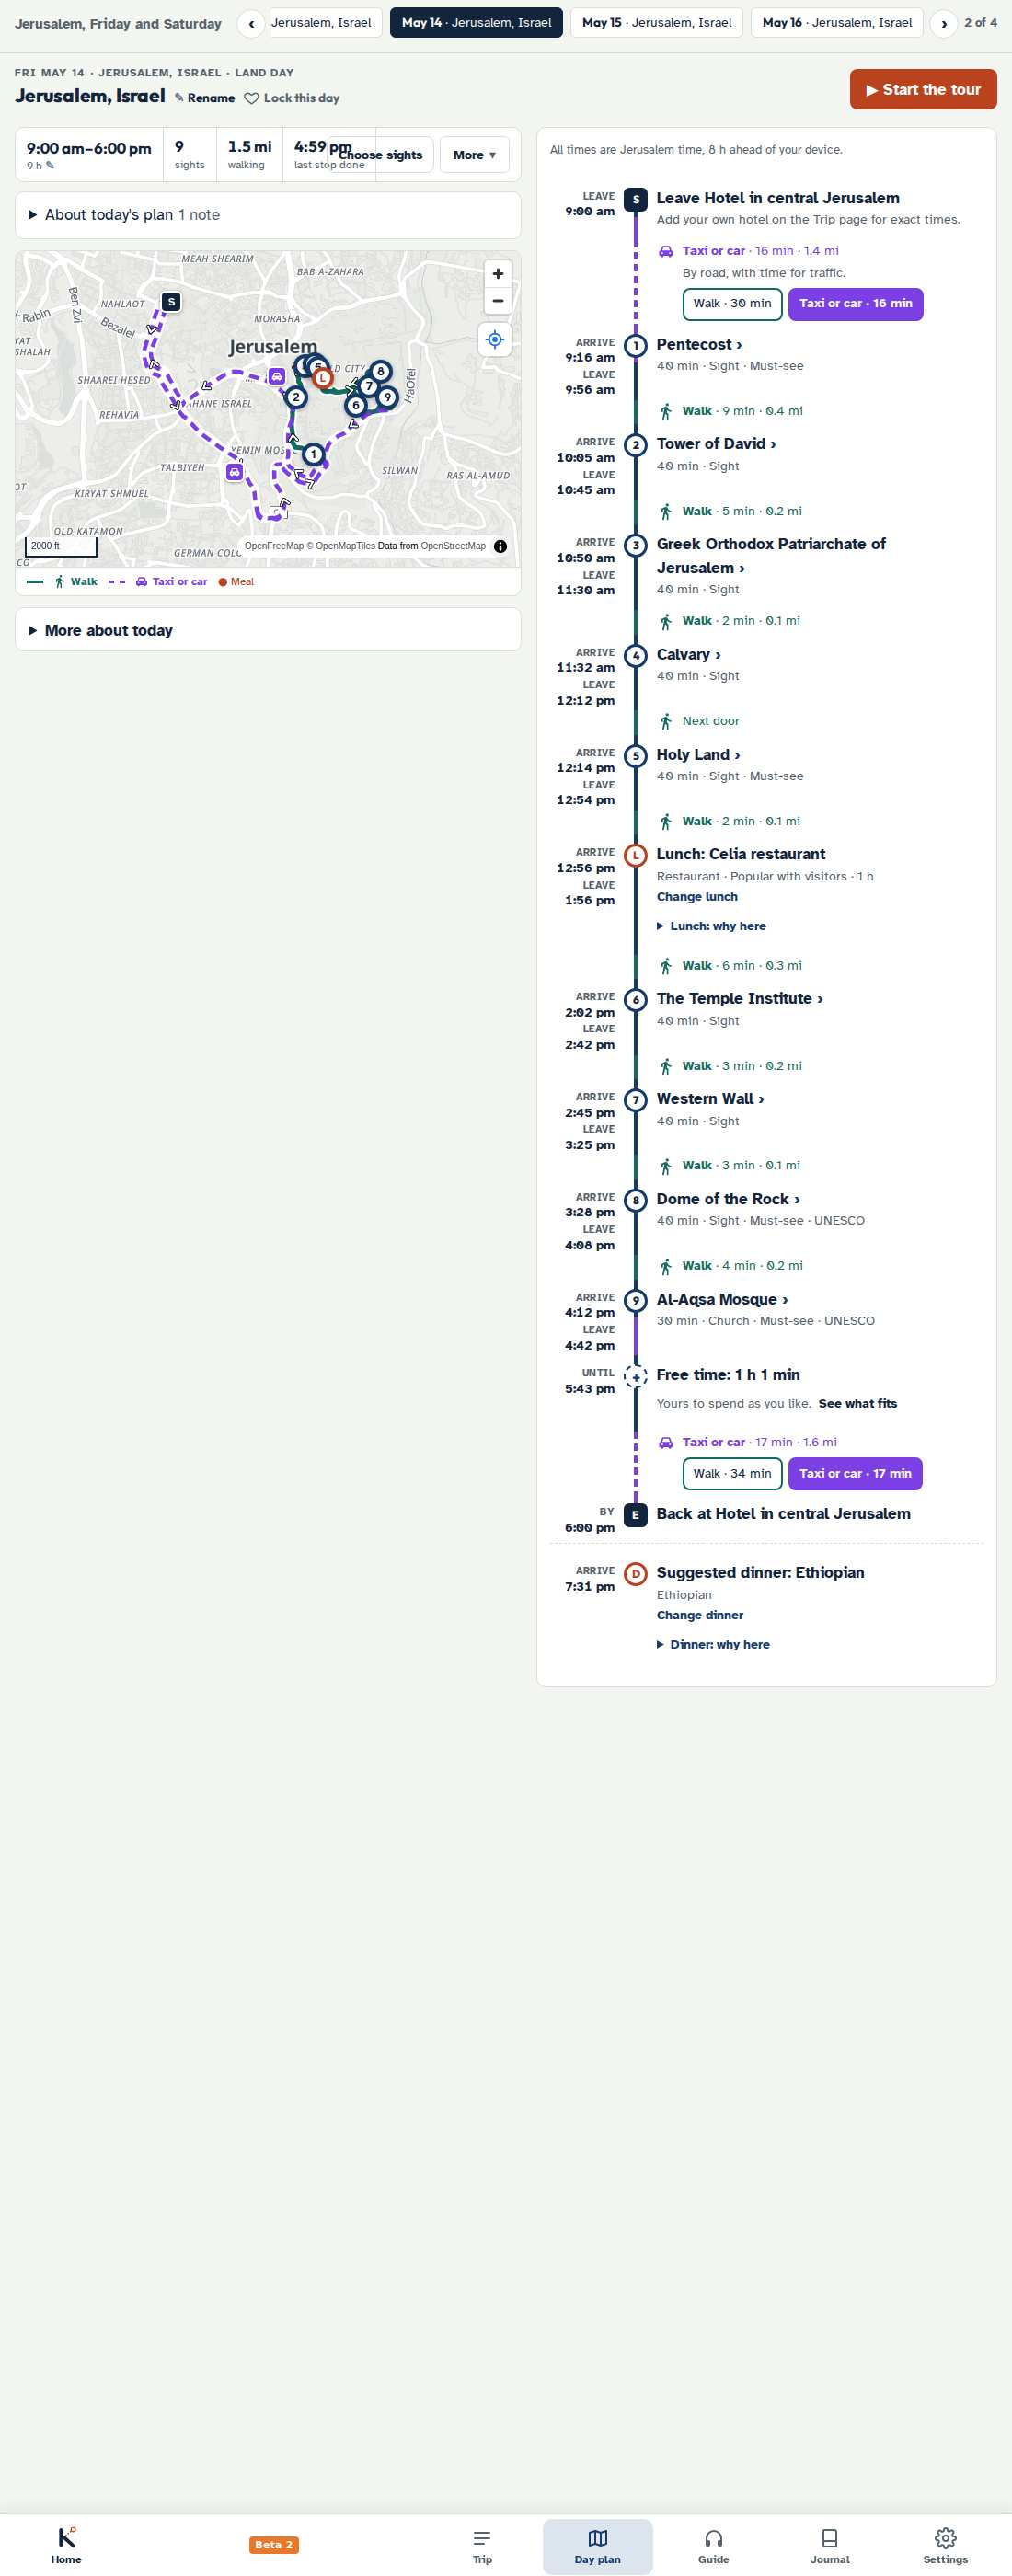 Jerusalem, Friday and Saturday
‹
Jerusalem, Israel
May 14 · Jerusalem, Israel
May 15 · Jerusalem, Israel
May 16 · Jerusalem, Israel
›
2 of 4
FRI MAY 14 · JERUSALEM, ISRAEL · LAND DAY
Jerusalem, Israel
✎ Rename
Lock this day
▶ Start the tour
9:00 am–6:00 pm
9 h ✎
9
sights
1.5 mi
walking
4:59 pm
last stop done
Choose sights
More ▾
▶ About today's plan 1 note
MEAH SHEARIM
BAB A-ZAHARA
NAHLAOT
Ben Zvi
Rabin
Bezalel
MORASHA
Jerusalem
SHAAREI HESED
REHAVIA
TALBIYEH
KIRYAT SHMUEL
OLD KATAMON
SILWAN
RAS AL-AMUD
HaOfel
S
L
1
2
6
7
8
9
+
−
2000 ft
OpenFreeMap © OpenMapTiles Data from OpenStreetMap
Walk
Taxi or car
Meal
▶ More about today
All times are Jerusalem time, 8 h ahead of your device.
LEAVE
9:00 am
S
Leave Hotel in central Jerusalem
Add your own hotel on the Trip page for exact times.
Taxi or car · 16 min · 1.4 mi
By road, with time for traffic.
Walk · 30 min
Taxi or car · 16 min
ARRIVE
9:16 am
LEAVE
9:56 am
1
Pentecost ›
40 min · Sight · Must-see
Walk · 9 min · 0.4 mi
ARRIVE
10:05 am
LEAVE
10:45 am
2
Tower of David ›
40 min · Sight
Walk · 5 min · 0.2 mi
ARRIVE
10:50 am
LEAVE
11:30 am
3
Greek Orthodox Patriarchate of
Jerusalem ›
40 min · Sight
Walk · 2 min · 0.1 mi
ARRIVE
11:32 am
LEAVE
12:12 pm
4
Calvary ›
40 min · Sight
Next door
ARRIVE
12:14 pm
LEAVE
12:54 pm
5
Holy Land ›
40 min · Sight · Must-see
Walk · 2 min · 0.1 mi
ARRIVE
12:56 pm
LEAVE
1:56 pm
L
Lunch: Celia restaurant
Restaurant · Popular with visitors · 1 h
Change lunch
▶ Lunch: why here
Walk · 6 min · 0.3 mi
ARRIVE
2:02 pm
LEAVE
2:42 pm
6
The Temple Institute ›
40 min · Sight
Walk · 3 min · 0.2 mi
ARRIVE
2:45 pm
LEAVE
3:25 pm
7
Western Wall ›
40 min · Sight
Walk · 3 min · 0.1 mi
ARRIVE
3:28 pm
LEAVE
4:08 pm
8
Dome of the Rock ›
40 min · Sight · Must-see · UNESCO
Walk · 4 min · 0.2 mi
ARRIVE
4:12 pm
LEAVE
4:42 pm
9
Al-Aqsa Mosque ›
30 min · Church · Must-see · UNESCO
UNTIL
5:43 pm
+
Free time: 1 h 1 min
Yours to spend as you like. See what fits
Taxi or car · 17 min · 1.6 mi
Walk · 34 min
Taxi or car · 17 min
BY
6:00 pm
E
Back at Hotel in central Jerusalem
ARRIVE
7:31 pm
D
Suggested dinner: Ethiopian
Ethiopian
Change dinner
▶ Dinner: why here
Home
Beta 2
Trip
Day plan
Guide
Journal
Settings